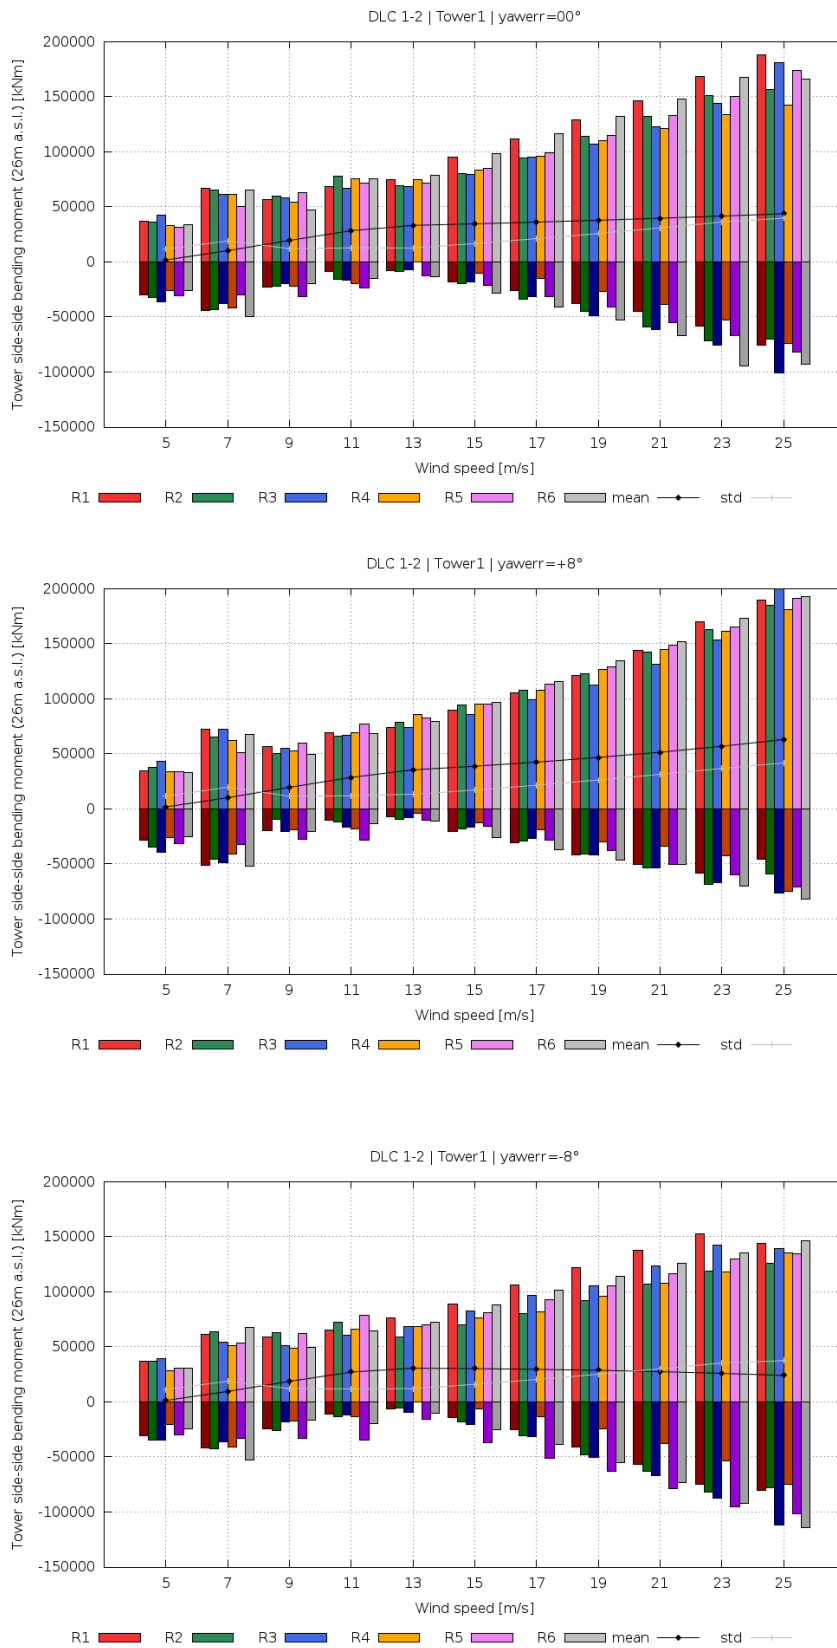 DLC 1-2 | Tower1 | yawerr=00°
Tower side-side bending moment (26m a.s.l.) [kNm]
200000
150000
100000
50000
0
-50000
-100000
-150000
5 7 9 11 13 15 17 19 21 23 25
Wind speed [m/s]
R1 R2 R3 R4 R5 R6 mean std
DLC 1-2 | Tower1 | yawerr=+8°
Tower side-side bending moment (26m a.s.l.) [kNm]
200000
150000
100000
50000
0
-50000
-100000
-150000
5 7 9 11 13 15 17 19 21 23 25
Wind speed [m/s]
R1 R2 R3 R4 R5 R6 mean std
DLC 1-2 | Tower1 | yawerr=-8°
Tower side-side bending moment (26m a.s.l.) [kNm]
200000
150000
100000
50000
0
-50000
-100000
-150000
5 7 9 11 13 15 17 19 21 23 25
Wind speed [m/s]
R1 R2 R3 R4 R5 R6 mean std